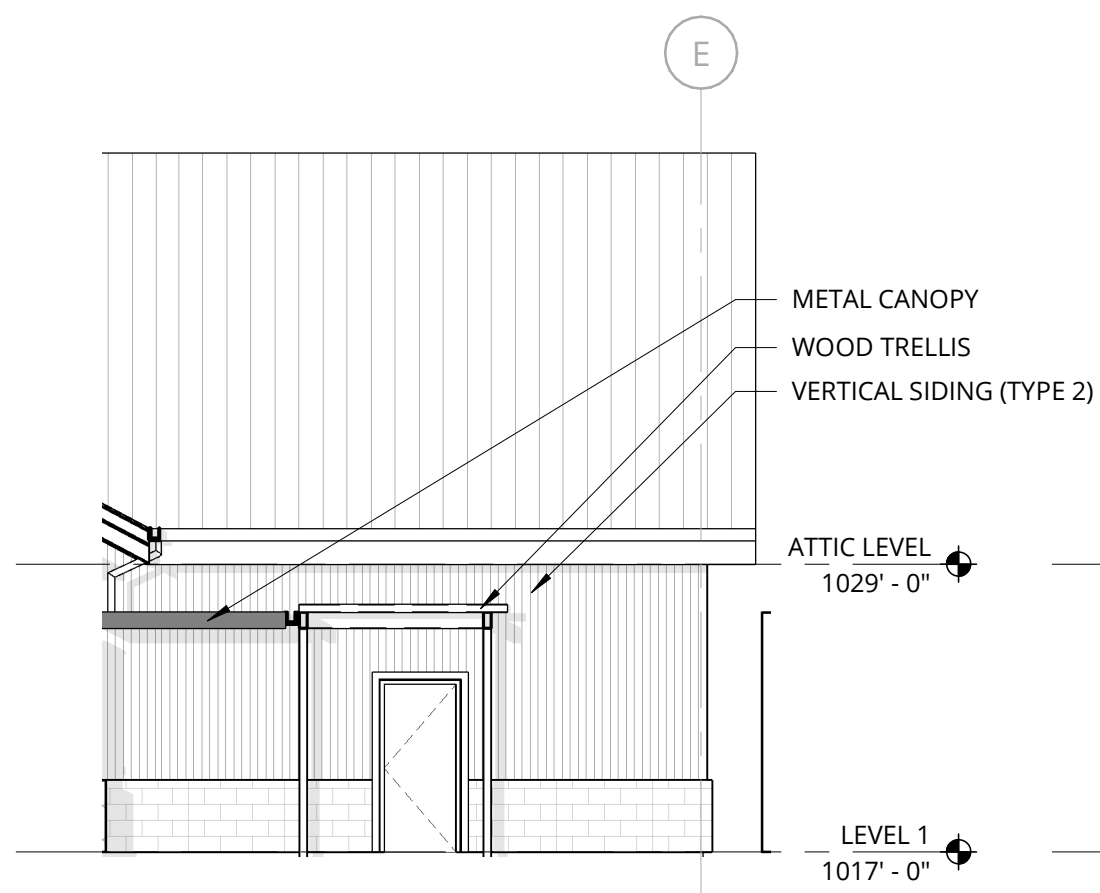 E
METAL CANOPY
WOOD TRELLIS
VERTICAL SIDING (TYPE 2)
ATTIC LEVEL
1029' - 0"
LEVEL 1
1017' - 0"